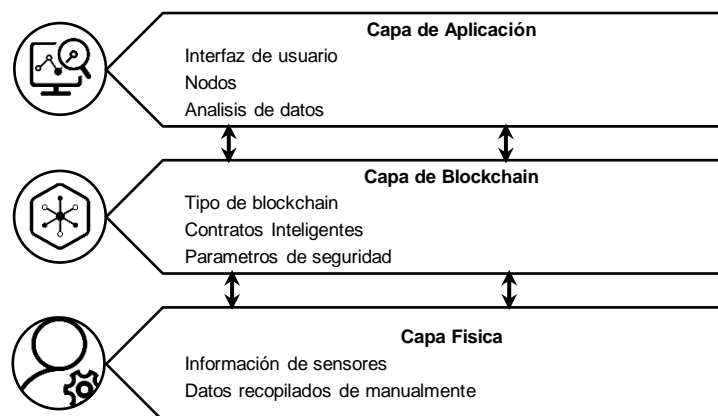 Capa de Aplicación
Interfaz de usuario
Nodos
Analisis de datos
Capa de Blockchain
Tipo de blockchain
Contratos Inteligentes
Parametros de seguridad
Capa Fisica
Información de sensores
Datos recopilados de manualmente